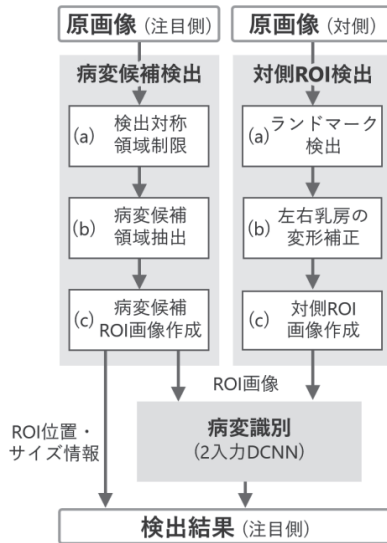 原画像（注目側）
病変候補検出
(a) 検出対称
領域制限
(b) 病変候補
領域抽出
(c) 病変候補
ROI画像作成
原画像（対側）
対側ROI検出
(a) ランドマーク
検出
(b) 左右乳房の
変形補正
(c) 対側ROI
画像作成
ROI画像
ROI位置・
サイズ情報
病変識別
（2入力DCNN）
検出結果（注目側）